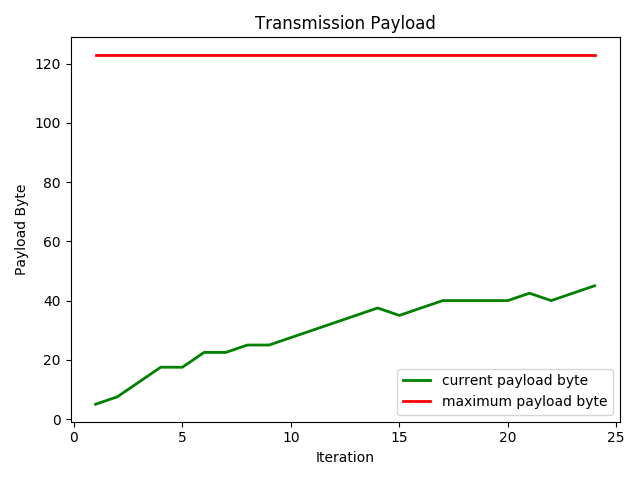 Transmission Payload
120
100
80
60
40
20
0
Payload Byte
0 5 10 15 20 25
Iteration
current payload byte
maximum payload byte